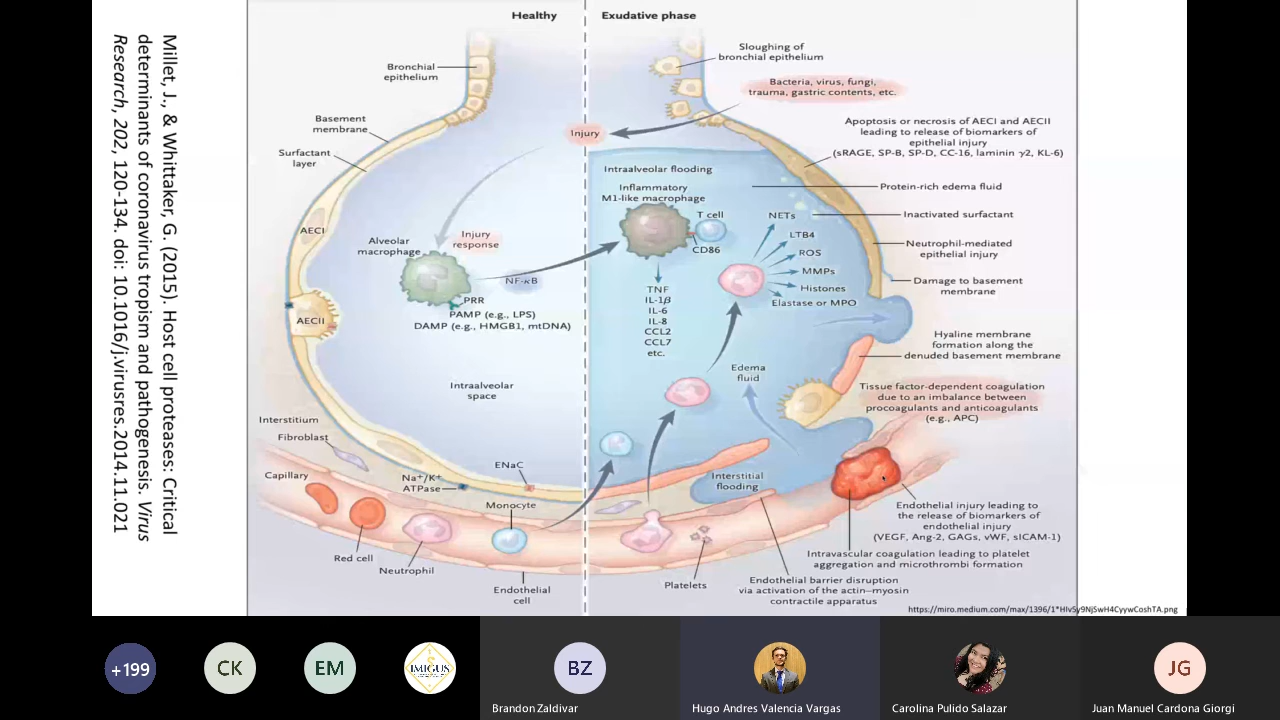 Millet, J., & Whittaker, G. (2015). Host cell proteases: Critical
determinants of coronavirus tropism and pathogenesis. Virus
Research, 202, 120-134. doi: 10.1016/j.virusres.2014.11.021
Healthy
Exudative phase
Bronchial
epithelium
Basement
membrane
Surfactant
layer
AECI
AECII
Alveolar
macrophage
Injury
Injury
response
NF-κB
PRR
PAMP (e.g., LPS)
DAMP (e.g., HMGB1, mtDNA)
Intraalveolar
space
Interstitium
Fibroblast
Capillary
Na+/K+
ATPase
ENaC
Monocyte
Red cell
Neutrophil
Endothelial
cell
Sloughing of
bronchial epithelium
Bacteria, virus, fungi,
trauma, gastric contents, etc.
Apoptosis or necrosis of AECI and AECII
leading to release of biomarkers of
epithelial injury
(sRAGE, SP-B, SP-D, CC-16, laminin γ2, KL-6)
Intraalveolar flooding
Inflammatory
M1-like macrophage
T cell
CD86
TNF
IL-1β
IL-6
IL-8
CCL2
CCL7
etc.
NETs
LTB4
ROS
MMPs
Histones
Elastase or MPO
Protein-rich edema fluid
Inactivated surfactant
Neutrophil-mediated
epithelial injury
Damage to basement
membrane
Hyaline membrane
formation along the
denuded basement membrane
Edema
fluid
Tissue factor-dependent coagulation
due to an imbalance between
procoagulants and anticoagulants
(e.g., APC)
Interstitial
flooding
Endothelial injury leading to
the release of biomarkers of
endothelial injury
(VEGF, Ang-2, GAGs, vWF, sICAM-1)
Intravascular coagulation leading to platelet
aggregation and microthrombi formation
Platelets
Endothelial barrier disruption
via activation of the actin–myosin
contractile apparatus
+199
CK
EM
IMIGUS
BZ
JG
Brandon Zaldivar
Hugo Andres Valencia Vargas
Carolina Pulido Salazar
Juan Manuel Cardona Giorgi